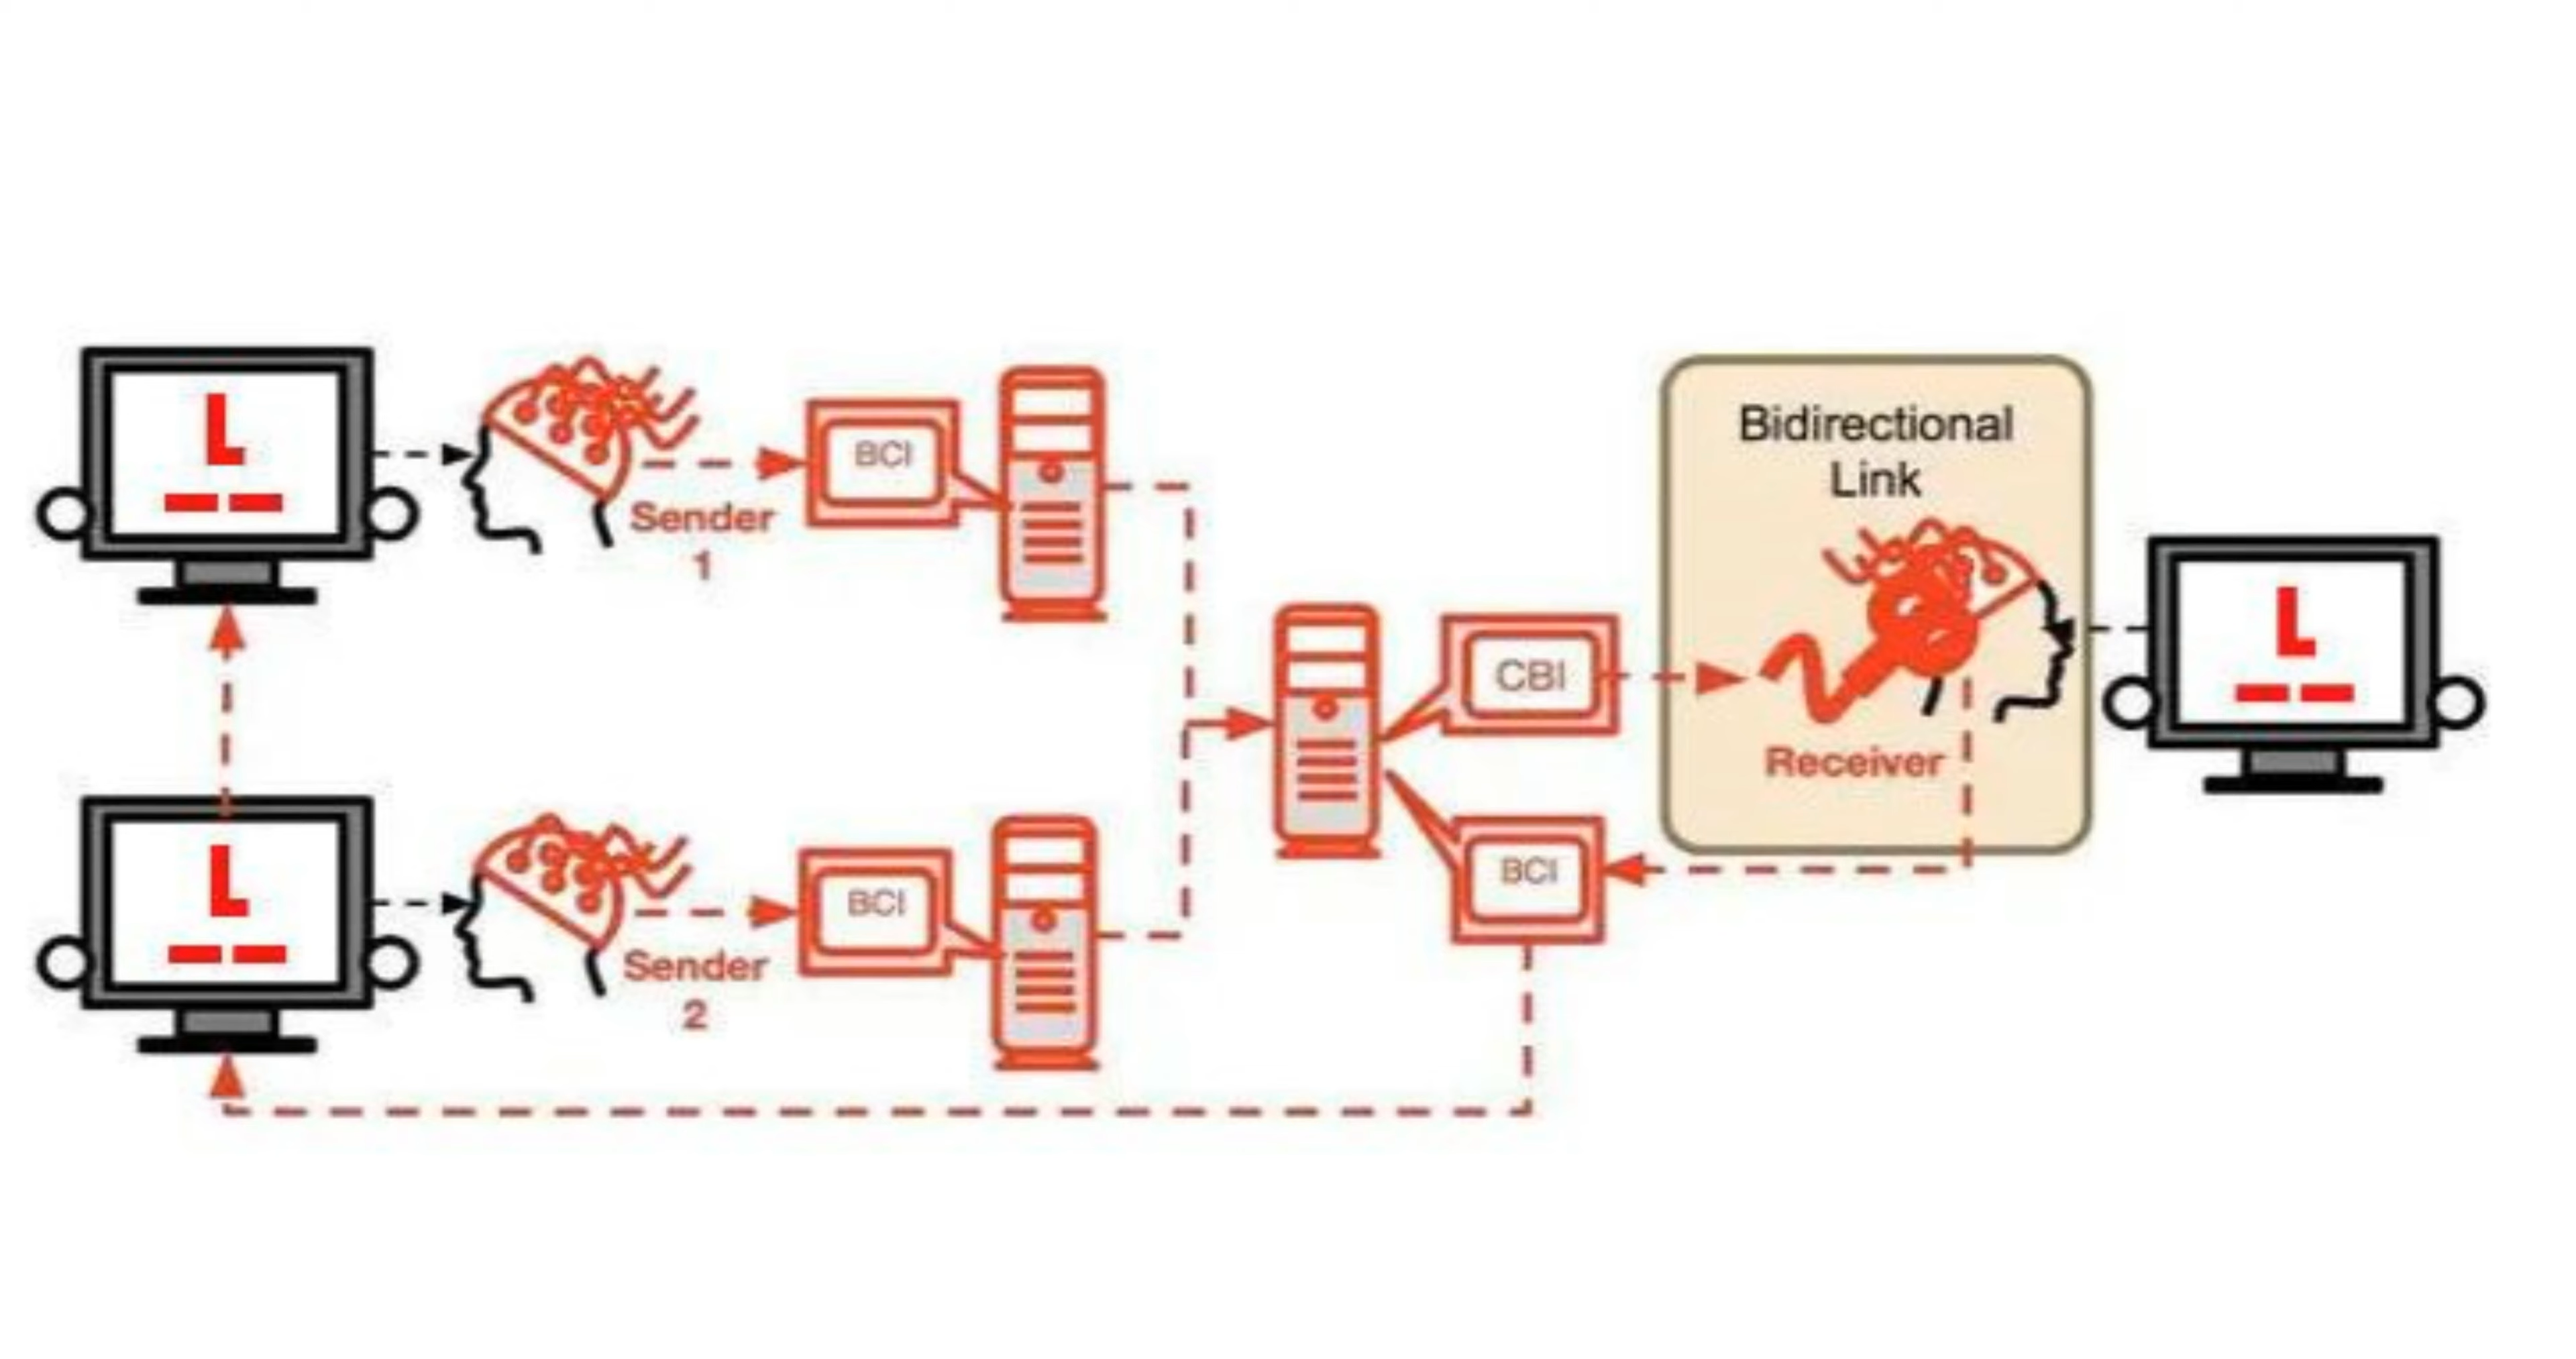 BCI
Sender
1
Bidirectional
Link
CBI
Receiver
BCI
Sender
2
BCI